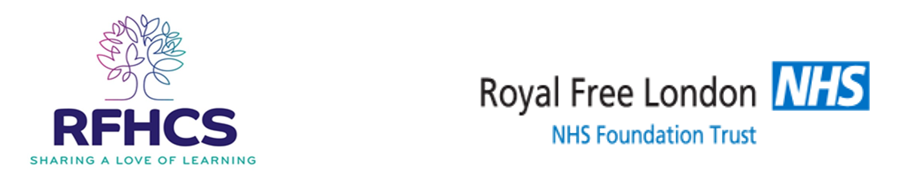 RFHCS
SHARING A LOVE OF LEARNING
Royal Free London NHS
NHS Foundation Trust